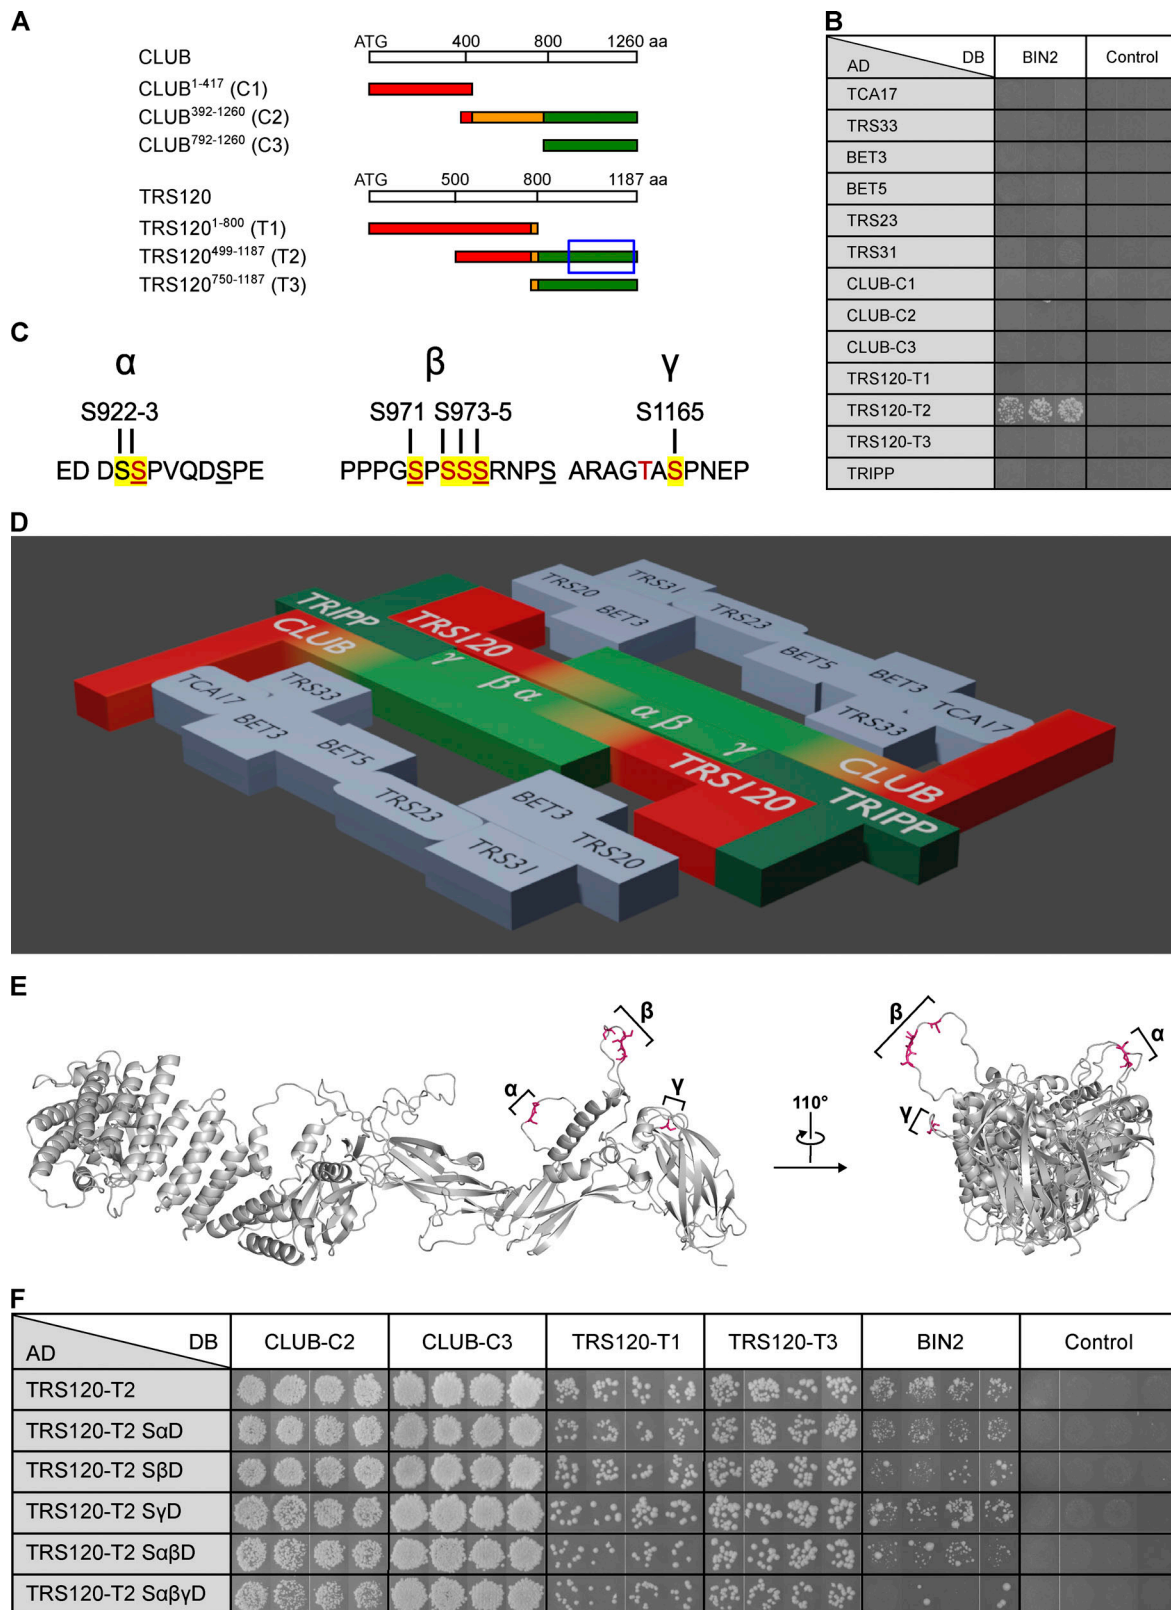 A
ATG 400 800 1260 aa
CLUB
CLUB1-417 (C1)
CLUB392-1260 (C2)
CLUB792-1260 (C3)
ATG 500 800 1187 aa
TRS120
TRS1201-800 (T1)
TRS120499-1187 (T2)
TRS120750-1187 (T3)
B
DB BIN2 Control
AD
TCA17
TRS33
BET3
BET5
TRS23
TRS31
CLUB-C1
CLUB-C2
CLUB-C3
TRS120-T1
TRS120-T2
TRS120-T3
TRIPP
C
α β γ
S922-3 S971 S973-5 S1165
ED DSSPVQDSPE PPPGSPSSSRNPS ARAGTASPNEP
D
TRS20 TRS31
BET3 TRS23
BET5 BET3
TRS33 TCA17
TRIPP TRS120
CLUB γ β α
α β γ CLUB
TRS120 TRIPP
TCA17 TRS33
BET3 BET5
TRS23 BET3
TRS31 TRS20
E
α β γ
110°
β α γ
F
DB CLUB-C2 CLUB-C3 TRS120-T1 TRS120-T3 BIN2 Control
AD
TRS120-T2
TRS120-T2 SαD
TRS120-T2 SβD
TRS120-T2 SγD
TRS120-T2 SαβD
TRS120-T2 SαβγD